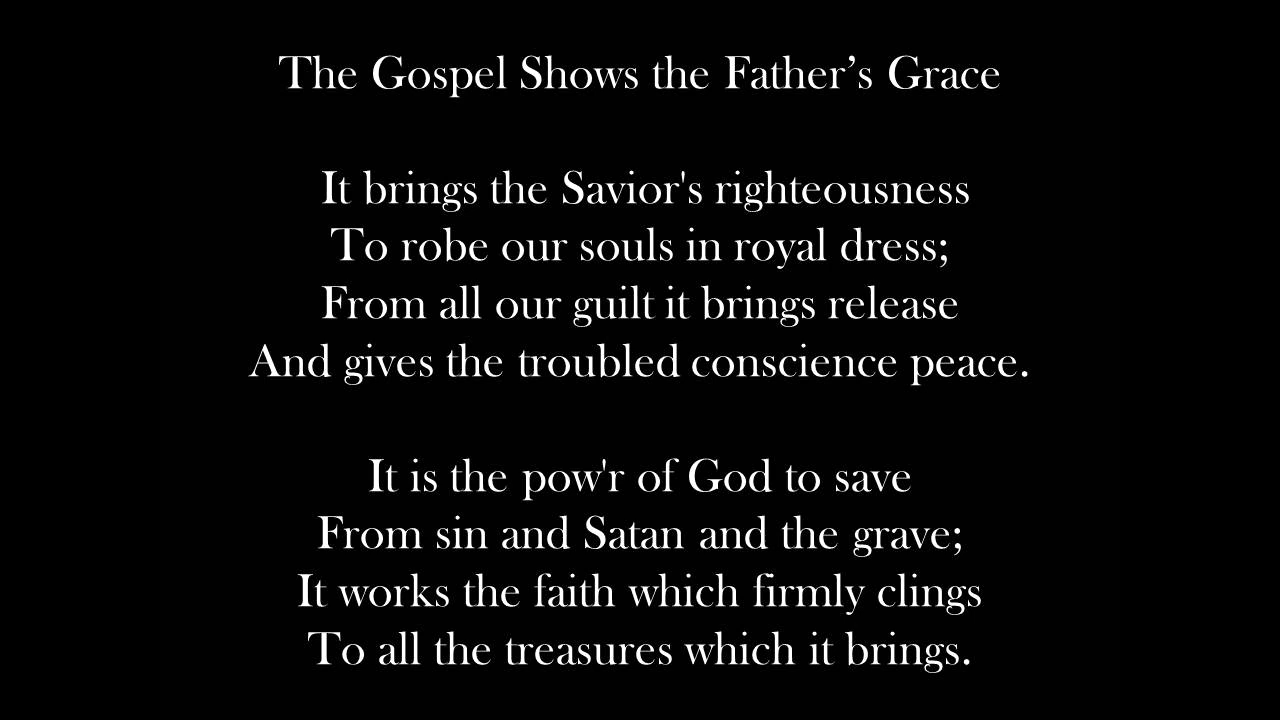 The Gospel Shows the Father’s Grace
It brings the Savior's righteousness
To robe our souls in royal dress;
From all our guilt it brings release
And gives the troubled conscience peace.
It is the pow'r of God to save
From sin and Satan and the grave;
It works the faith which firmly clings
To all the treasures which it brings.